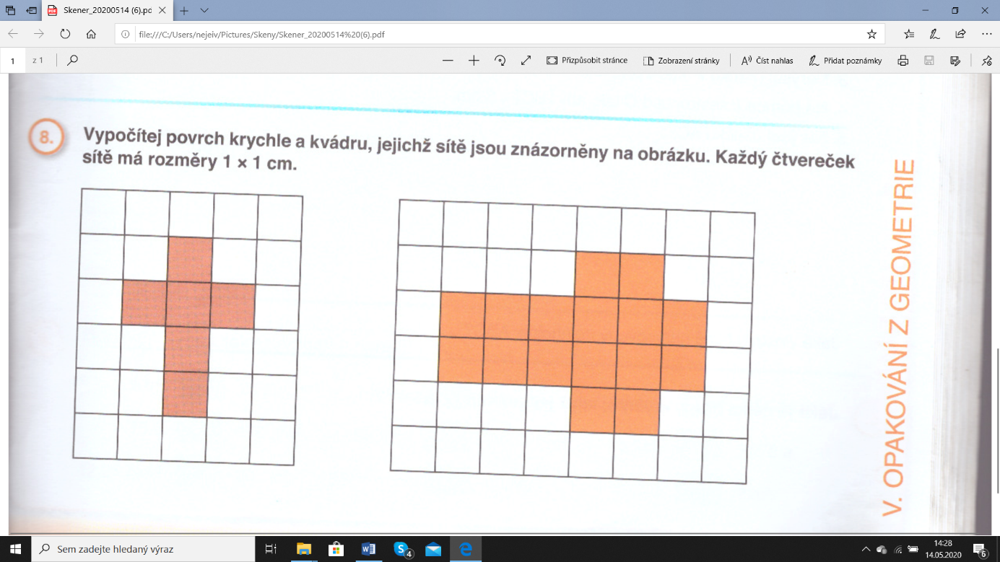 Skener_20200514 (6).pd
file:///C:/Users/nejeiv/Pictures/Skeny/Skener_20200514%20(6).pdf
1 z 1 Přizpůsobit stránce Zobrazení stránky Číst nahlas Přidat poznámky
8. Vypočítej povrch krychle a kvádru, jejichž sítě jsou znázorněny na obrázku. Každý čtvereček
sítě má rozměry 1 × 1 cm.
V. OPAKOVÁNÍ Z GEOMETRIE
Sem zadejte hledaný výraz
4
14:28
14.05.2020
6